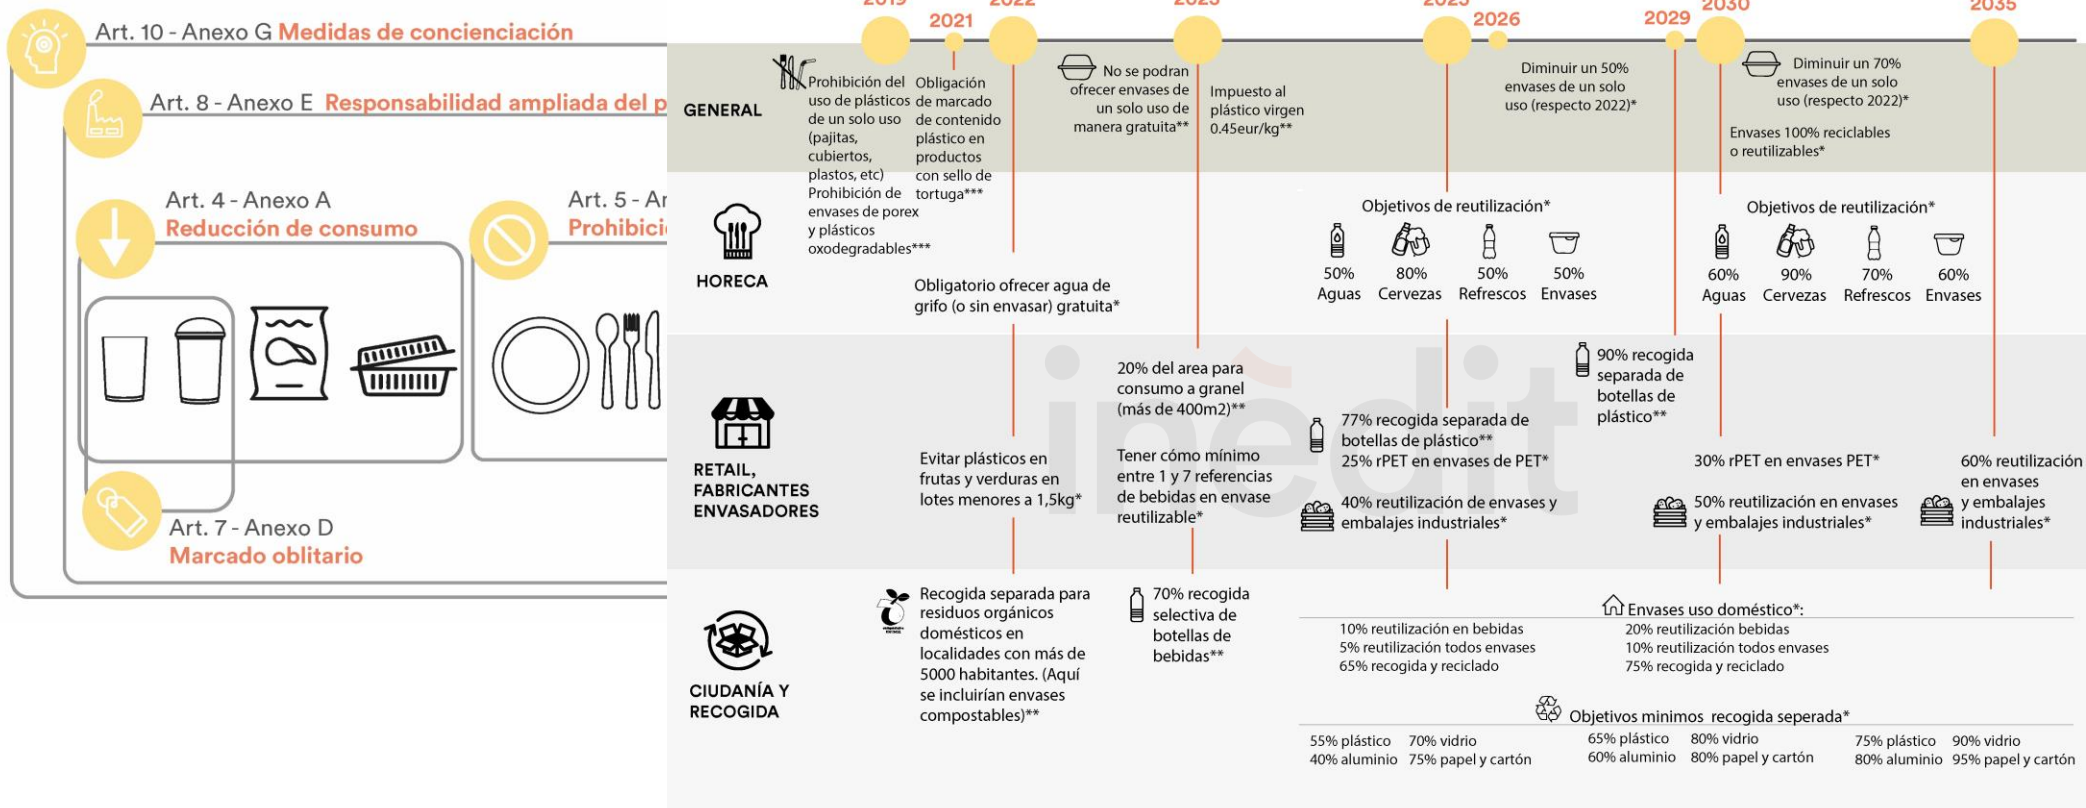 Art. 10 - Anexo G Medidas de concienciación
Art. 8 - Anexo E Responsabilidad ampliada del p
Art. 4 - Anexo A
Reducción de consumo
Art. 5 - An
Prohibici
Art. 7 - Anexo D
Marcado oblitario
2019
2021
2022
2023
2025
2026
2029
2030
2035
GENERAL
Prohibición del
uso de plásticos
de un solo uso
(pajitas,
cubiertos,
plastos, etc)
Prohibición de
envases de porex
y plásticos
oxodegradables***
Obligación
de marcado
de contenido
plástico en
productos
con sello de
tortuga***
No se podran
ofrecer envases de
un solo uso de
manera gratuita**
Impuesto al
plástico virgen
0.45eur/kg**
Diminuir un 50%
envases de un solo
uso (respecto 2022)*
Diminuir un 70%
envases de un solo
uso (respecto 2022)*
Envases 100% reciclables
o reutilizables*
HORECA
Obligatorio ofrecer agua de
grifo (o sin envasar) gratuita*
Objetivos de reutilización*
50% 80% 50% 50%
Aguas Cervezas Refrescos Envases
Objetivos de reutilización*
60% 90% 70% 60%
Aguas Cervezas Refrescos Envases
inèdit
RETAIL,
FABRICANTES
ENVASADORES
Evitar plásticos en
frutas y verduras en
lotes menores a 1,5kg*
20% del area para
consumo a granel
(más de 400m2)**
Tener cómo mínimo
entre 1 y 7 referencias
de bebidas en envase
reutilizable*
77% recogida separada de
botellas de plástico**
25% rPET en envases de PET*
40% reutilización de envases y
embalajes industriales*
90% recogida
separada de
botellas de
plástico**
30% rPET en envases PET*
50% reutilización en envases
y embalajes industriales*
60% reutilización
en envases
y embalajes
industriales*
CIUDANÍA Y
RECOGIDA
Recogida separada para
residuos orgánicos
domésticos en
localidades con más de
5000 habitantes. (Aquí
se incluirían envases
compostables)**
70% recogida
selectiva de
botellas de
bebidas**
Envases uso doméstico*:
10% reutilización en bebidas
5% reutilización todos envases
65% recogida y reciclado
20% reutilización bebidas
10% reutilización todos envases
75% recogida y reciclado
Objetivos minimos recogida seperada*
55% plástico 70% vidrio
40% aluminio 75% papel y cartón
65% plástico 80% vidrio
60% aluminio 80% papel y cartón
75% plástico 90% vidrio
80% aluminio 95% papel y cartón